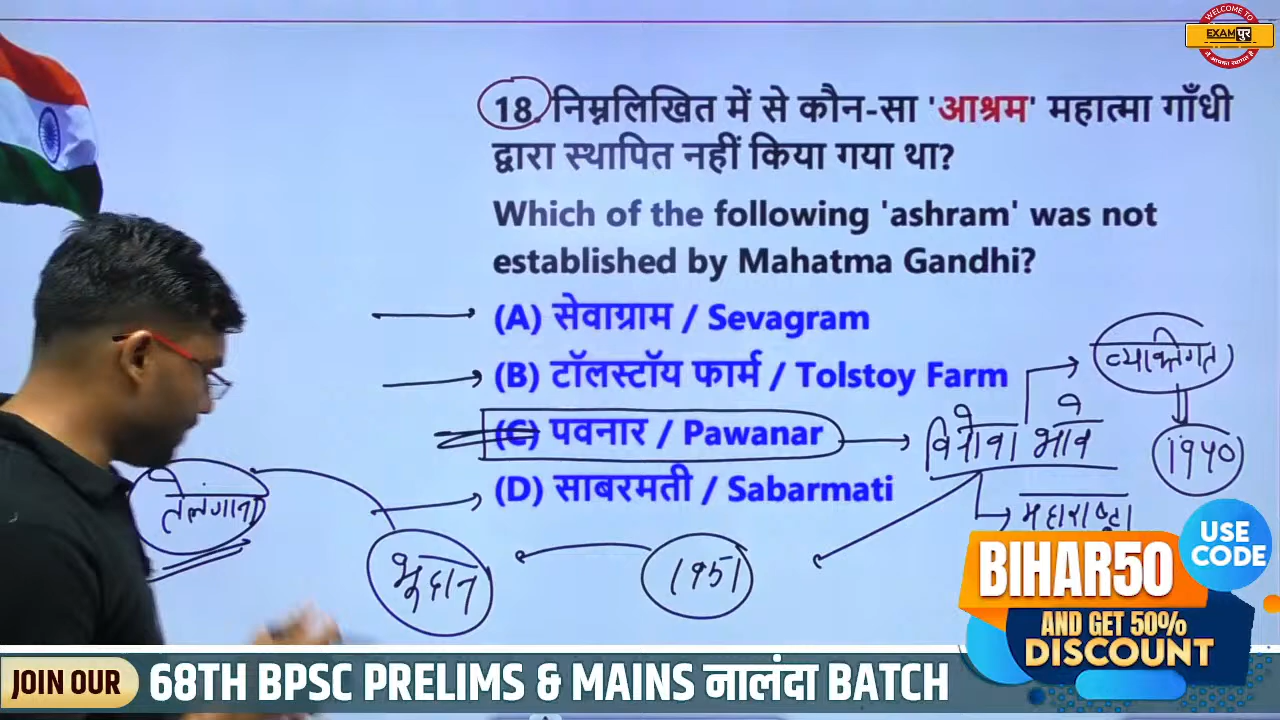 WELCOME TO
EXAM पुर
18. निम्नलिखित में से कौन-सा 'आश्रम' महात्मा गाँधी
द्वारा स्थापित नहीं किया गया था?
Which of the following 'ashram' was not
established by Mahatma Gandhi?
(A) सेवाग्राम / Sevagram
(B) टॉलस्टॉय फार्म / Tolstoy Farm
व्यक्तिगत
(C) पवनार / Pawanar
विनोवा भावे
1940
(D) साबरमती / Sabarmati
तेलंगाना
महाराष्ट्र
भूदान
1951
USE
CODE
BIHAR50
AND GET 50%
DISCOUNT
JOIN OUR
68TH BPSC PRELIMS & MAINS नालंदा BATCH